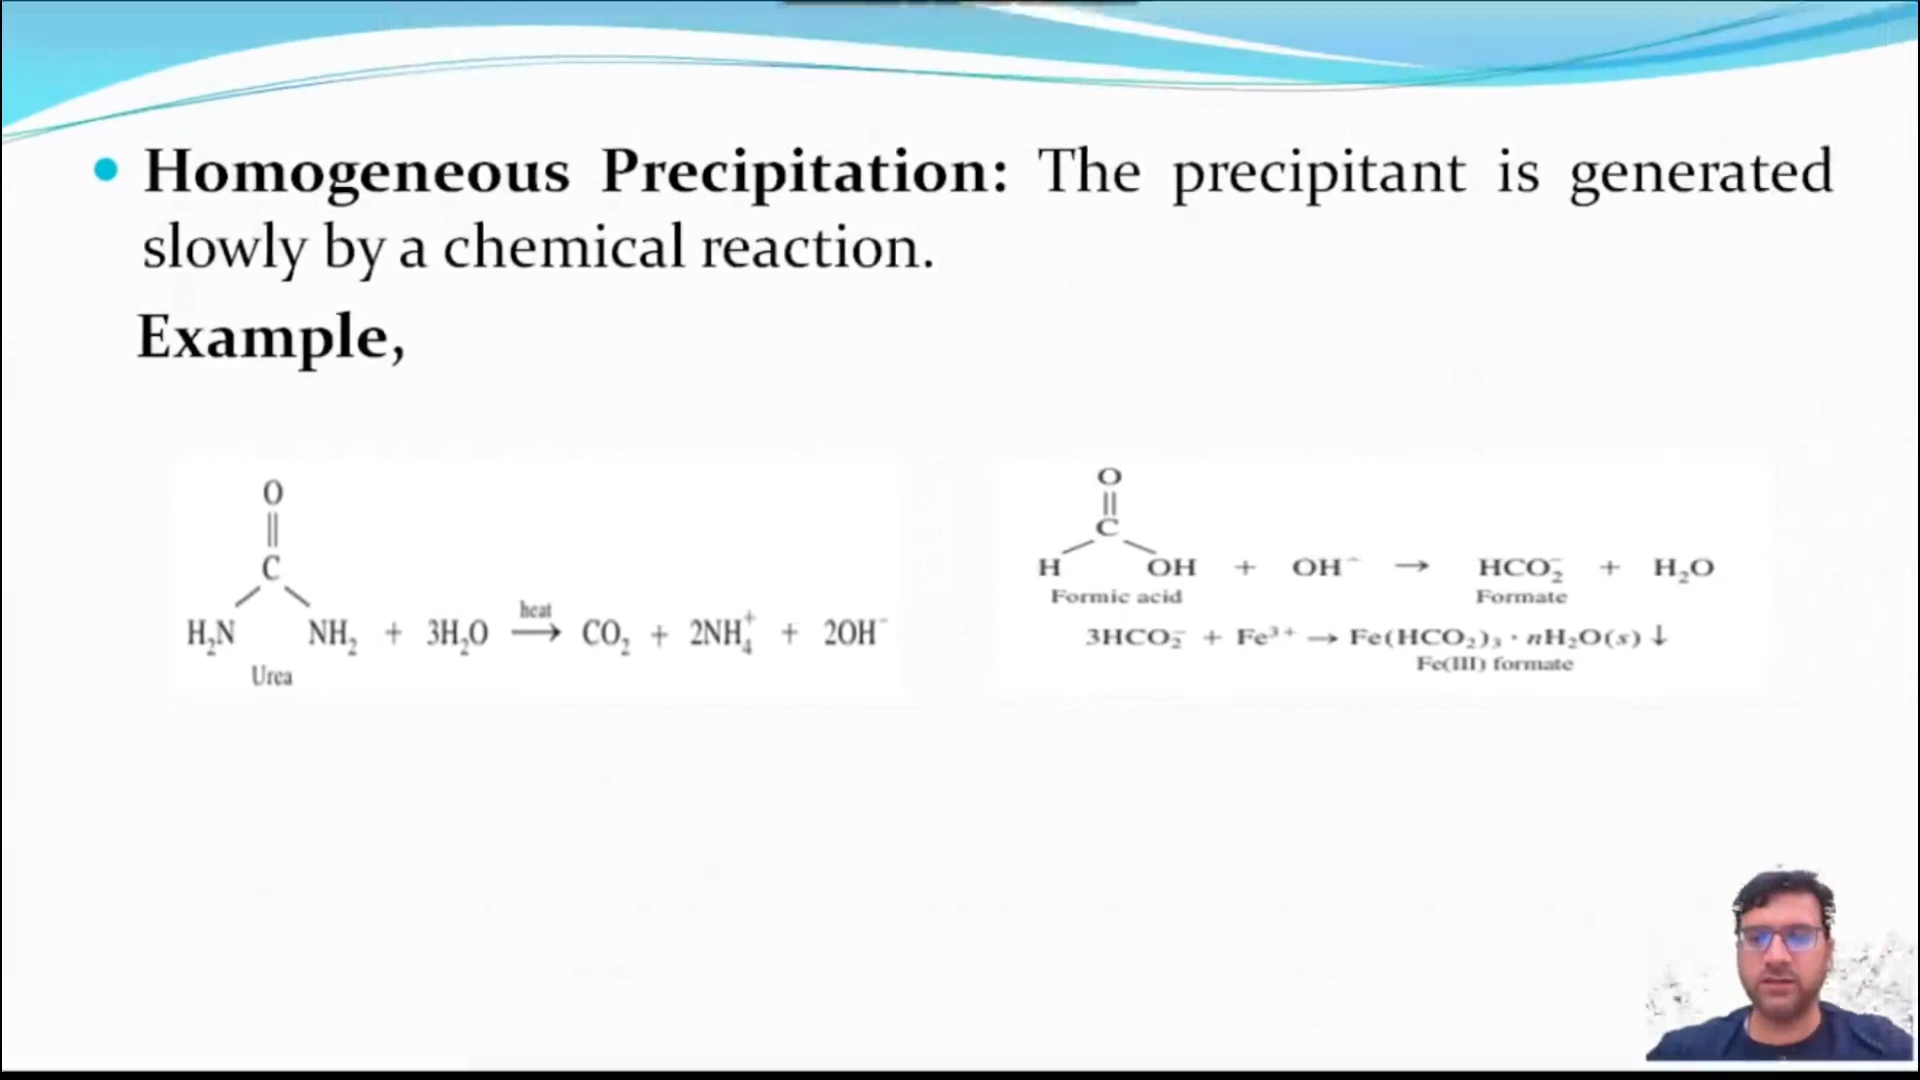 • Homogeneous Precipitation: The precipitant is generated
slowly by a chemical reaction.
Example,
O
||
C
H₂N NH₂ + 3H₂O heat⟶ CO₂ + 2NH₄⁺ + 2OH⁻
Urea
O
||
C
H OH + OH⁻ → HCO₂⁻ + H₂O
Formic acid Formate
3HCO₂⁻ + Fe³⁺ → Fe(HCO₂)₃ · nH₂O(s) ↓
Fe(III) formate